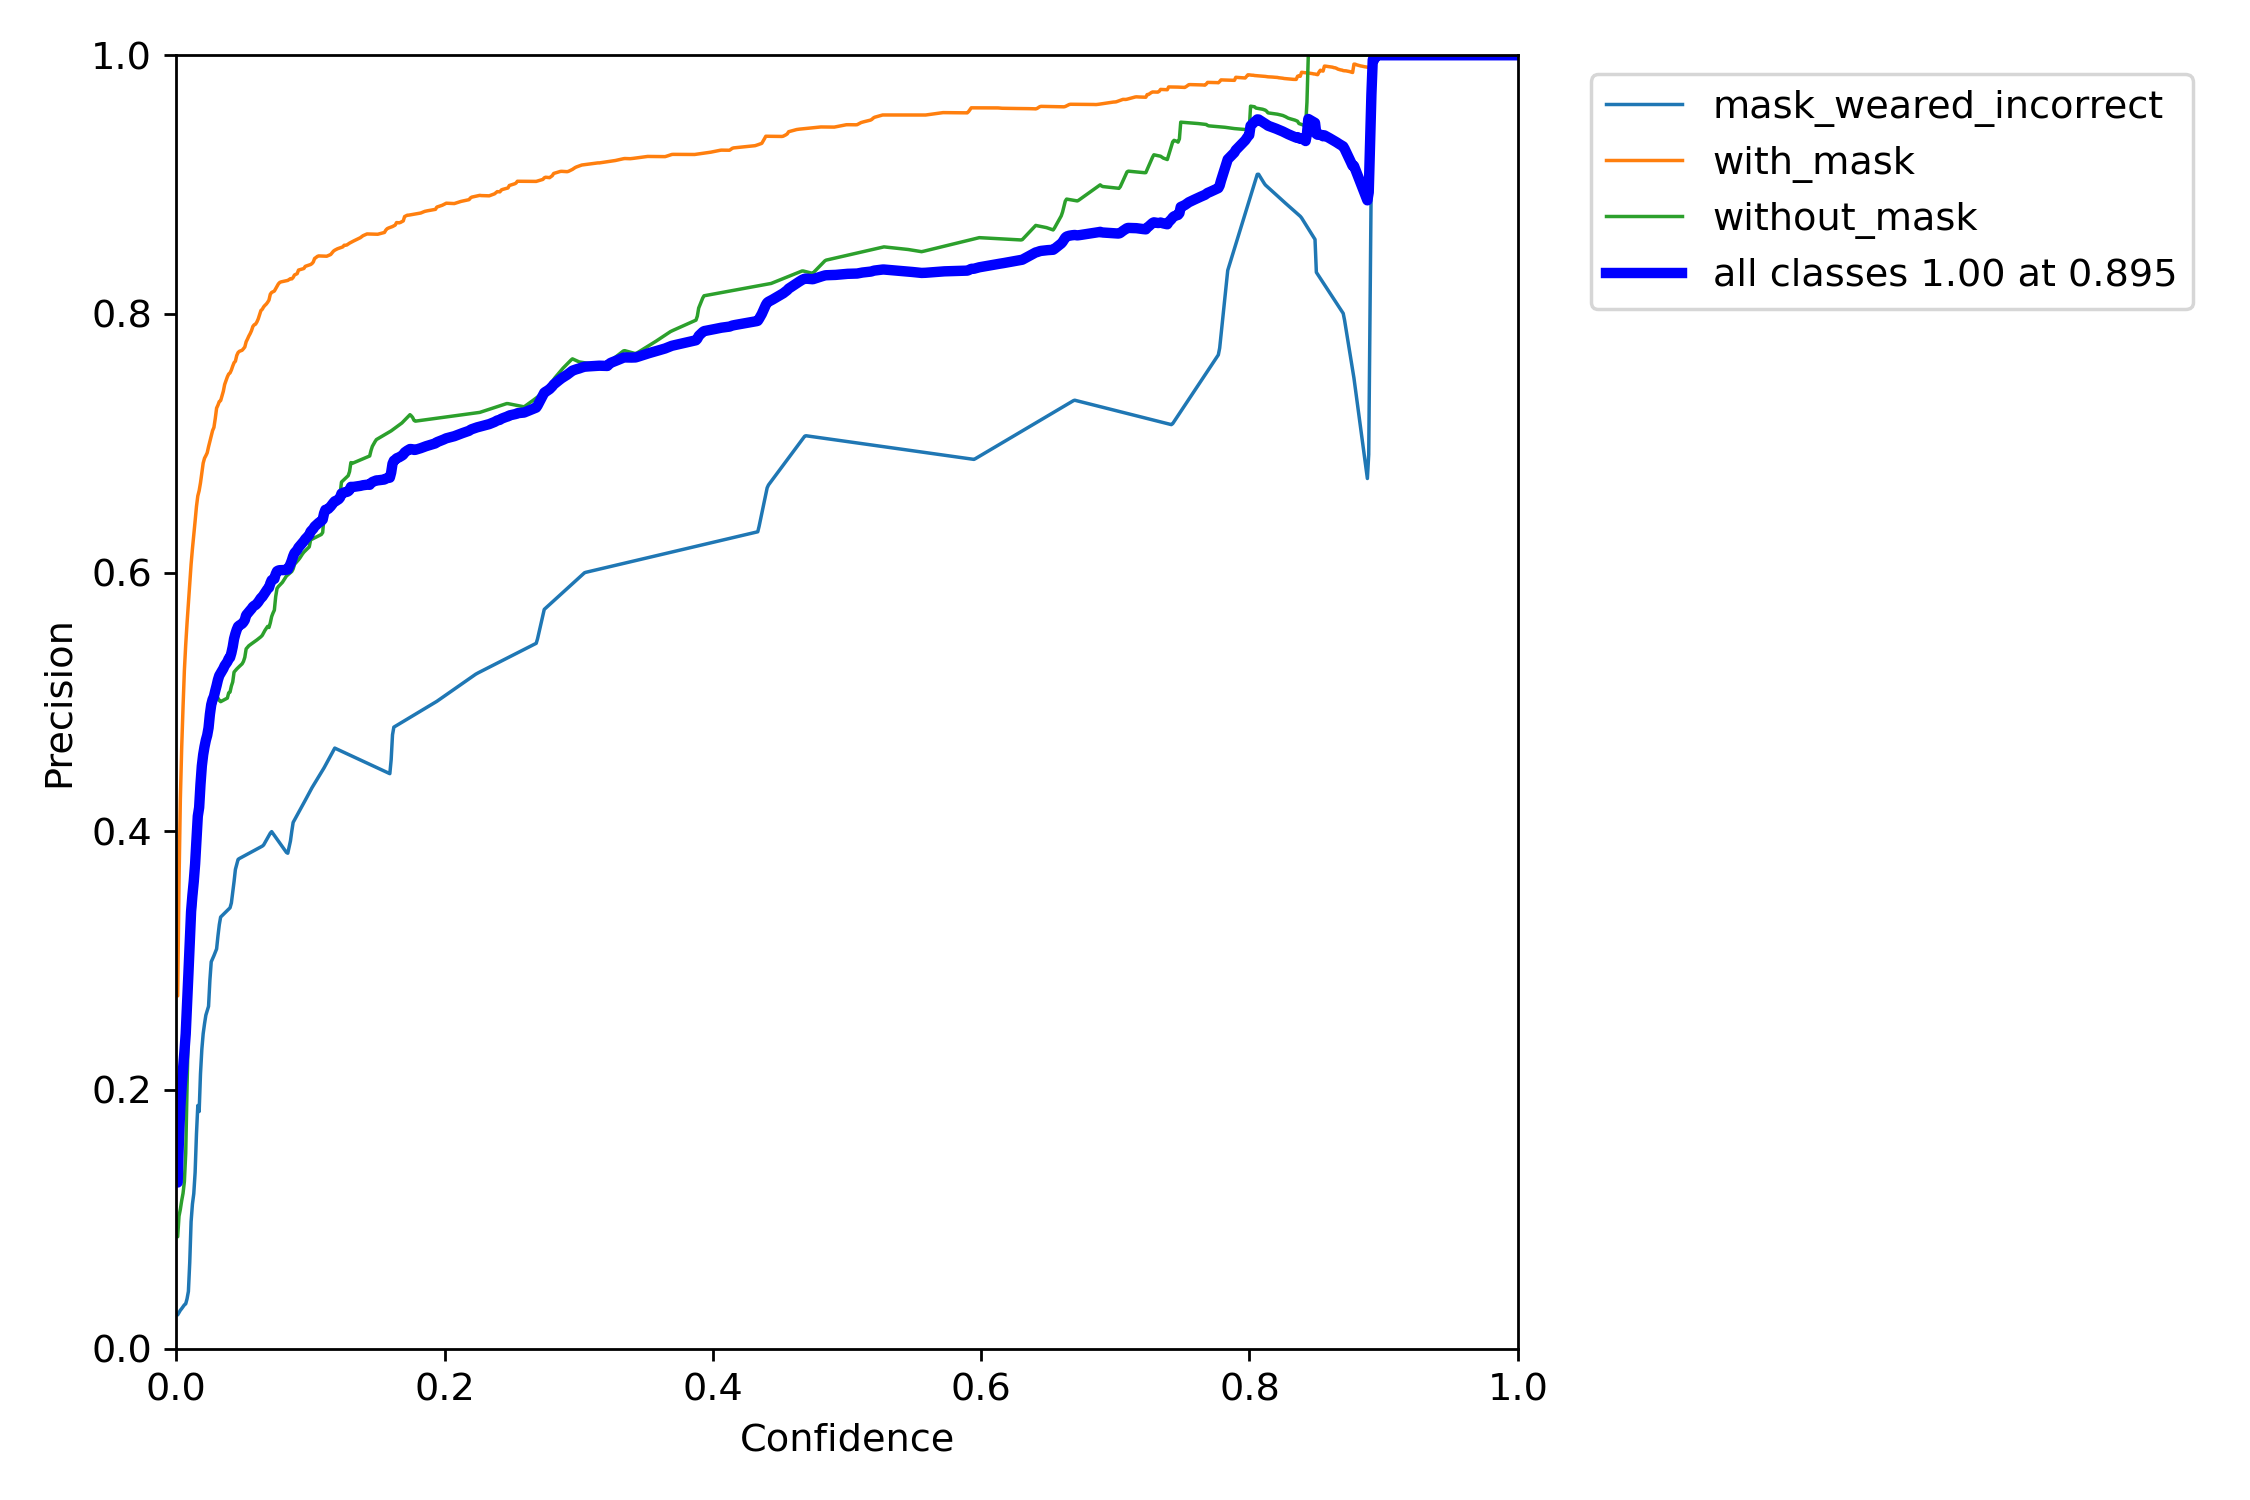 1.0
0.8
0.6
0.4
0.2
0.0
Precision
0.0 0.2 0.4 0.6 0.8 1.0
Confidence
mask_weared_incorrect
with_mask
without_mask
all classes 1.00 at 0.895